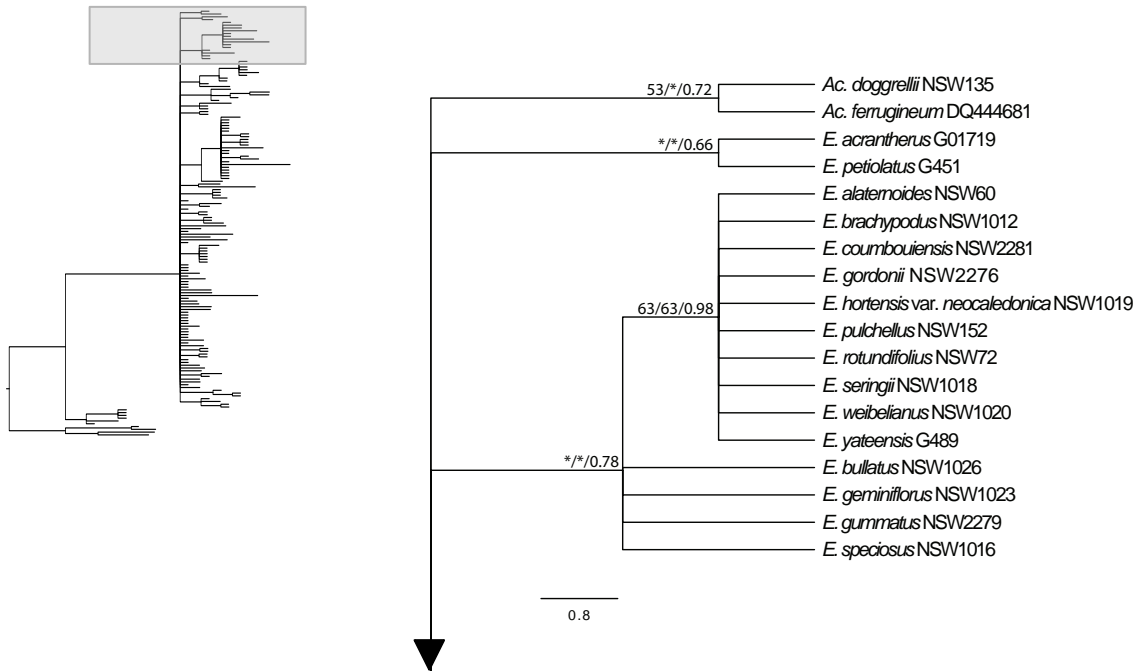 53/*/0.72
Ac. doggrellii NSW135
Ac. ferrugineum DQ444681
*/*/0.66
E. acrantherus G01719
E. petiolatus G451
E. alaternoides NSW60
E. brachypodus NSW1012
E. coumbouiensis NSW2281
E. gordonii NSW2276
63/63/0.98
E. hortensis var. neocaledonica NSW1019
E. pulchellus NSW152
E. rotundifolius NSW72
E. seringii NSW1018
E. weibelianus NSW1020
E. yateensis G489
*/*/0.78
E. bullatus NSW1026
E. geminiflorus NSW1023
E. gummatus NSW2279
E. speciosus NSW1016
0.8